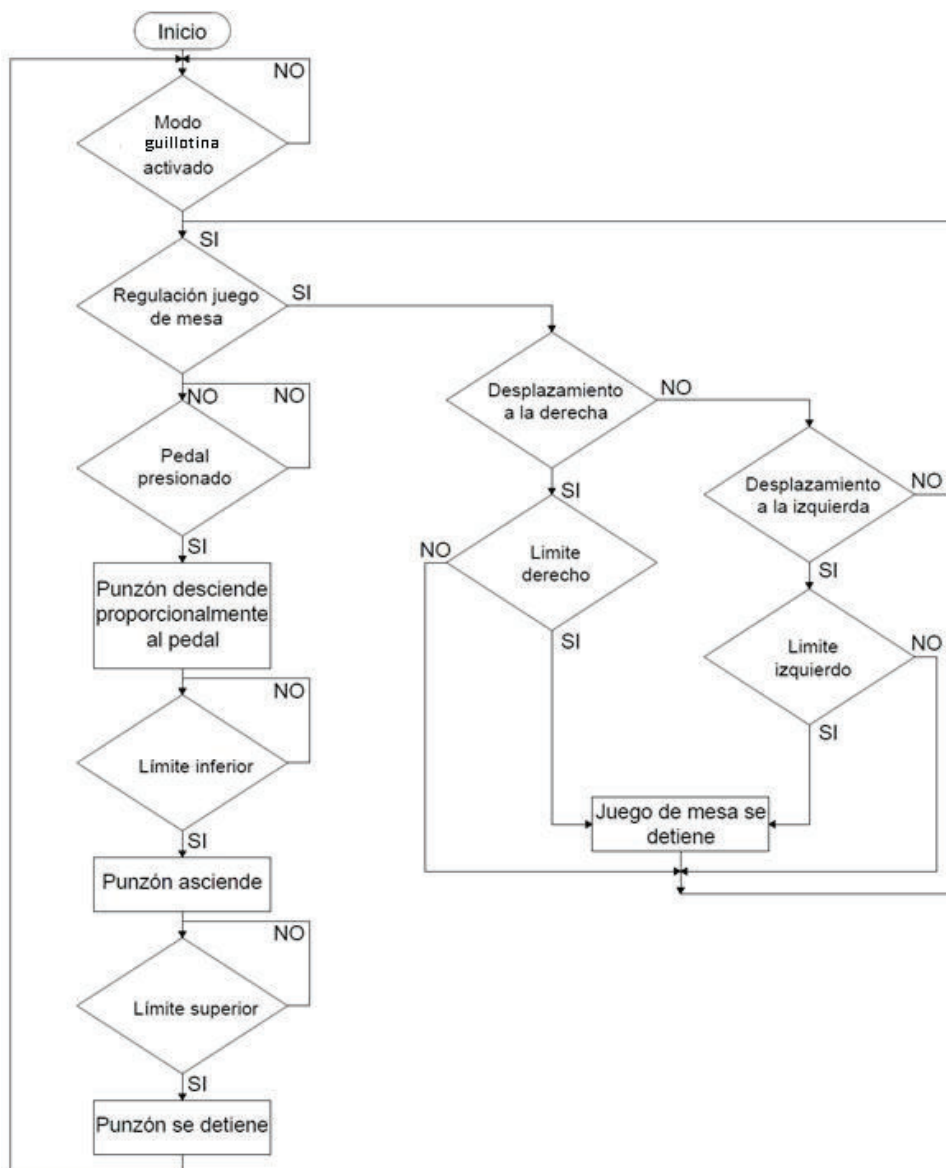 Inicio
NO
Modo
guillotina
activado
SI
Regulación juego
de mesa
SI
NO
NO
Pedal
presionado
SI
Punzón desciende
proporcionalmente
al pedal
NO
Límite inferior
SI
Punzón asciende
NO
Límite superior
SI
Punzón se detiene
Desplazamiento
a la derecha
NO
SI
NO
Limite
derecho
SI
Desplazamiento
a la izquierda
NO
SI
Limite
izquierdo
NO
SI
Juego de mesa se
detiene